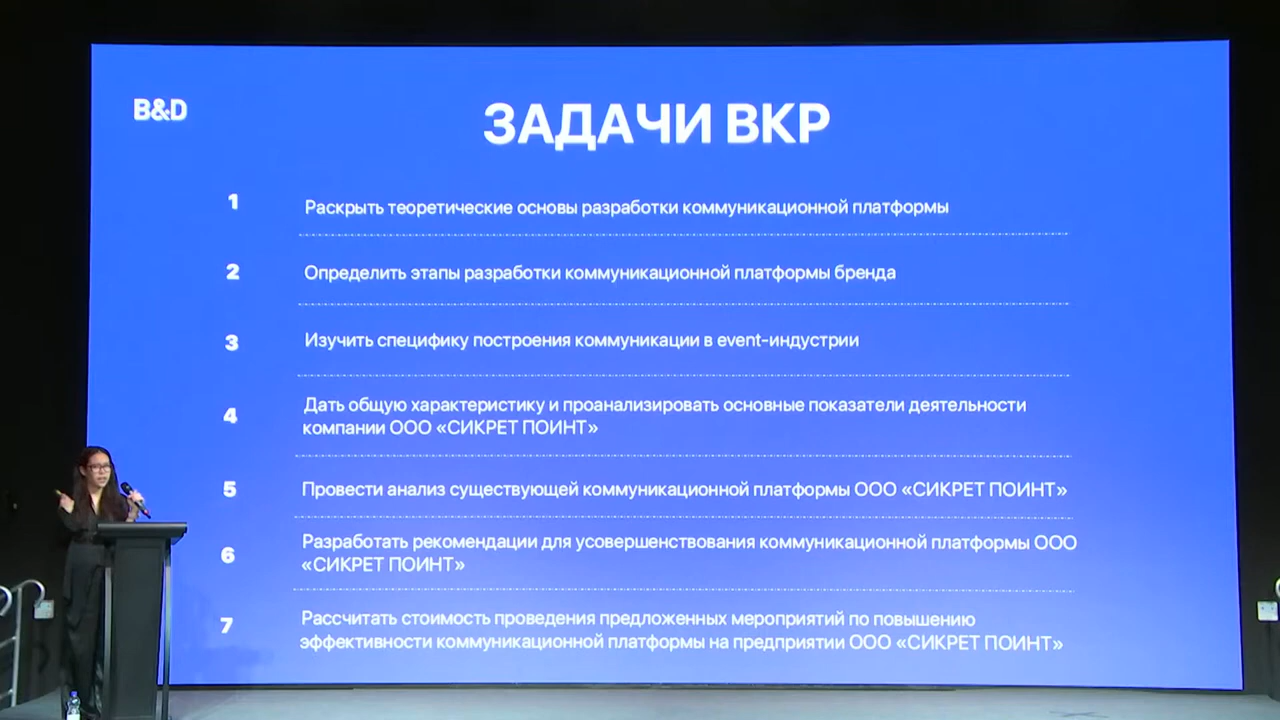 B&D
ЗАДАЧИ ВКР
1
Раскрыть теоретические основы разработки коммуникационной платформы
2
Определить этапы разработки коммуникационной платформы бренда
3
Изучить специфику построения коммуникации в event-индустрии
4
Дать общую характеристику и проанализировать основные показатели деятельности
компании ООО «СИКРЕТ ПОИНТ»
5
Провести анализ существующей коммуникационной платформы ООО «СИКРЕТ ПОИНТ»
6
Разработать рекомендации для усовершенствования коммуникационной платформы ООО
«СИКРЕТ ПОИНТ»
7
Рассчитать стоимость проведения предложенных мероприятий по повышению
эффективности коммуникационной платформы на предприятии ООО «СИКРЕТ ПОИНТ»